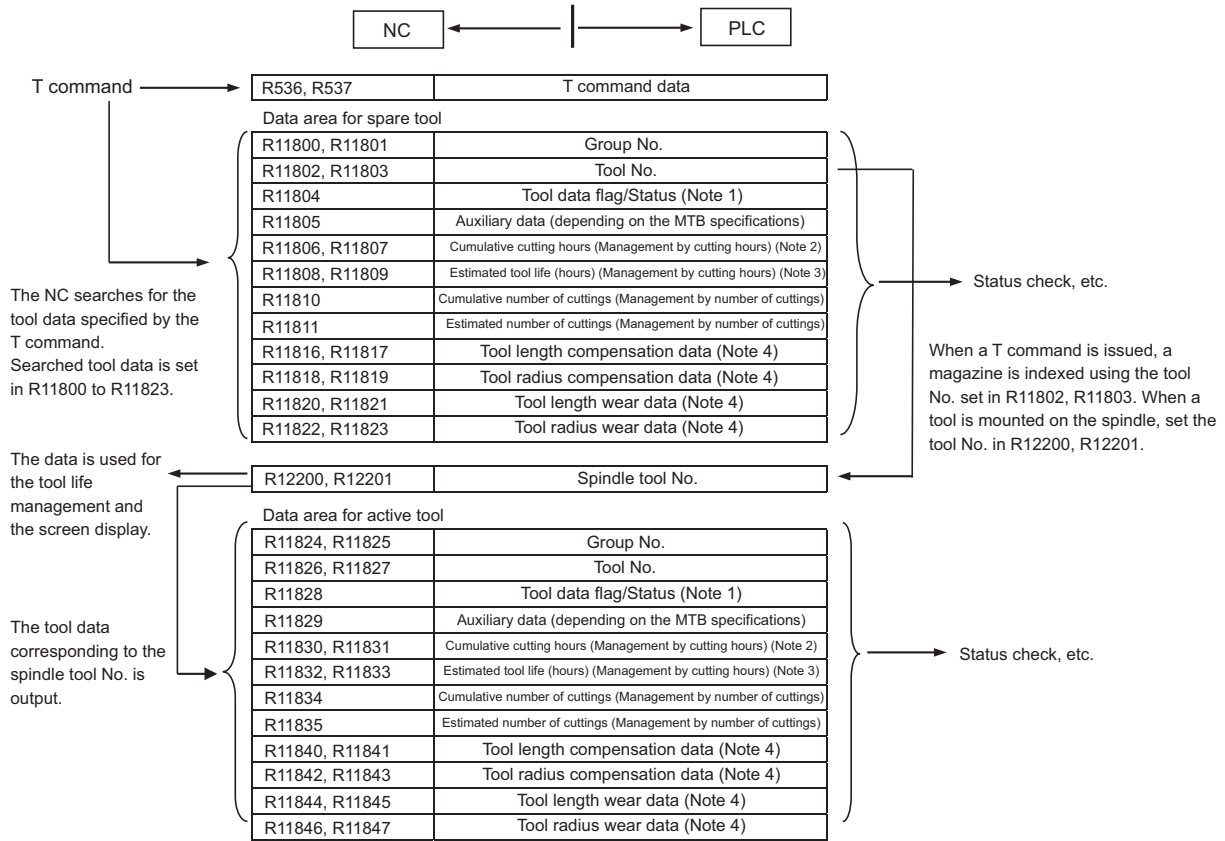 NC
PLC
T command
R536, R537 T command data
Data area for spare tool
R11800, R11801 Group No.
R11802, R11803 Tool No.
R11804 Tool data flag/Status (Note 1)
R11805 Auxiliary data (depending on the MTB specifications)
R11806, R11807 Cumulative cutting hours (Management by cutting hours) (Note 2)
R11808, R11809 Estimated tool life (hours) (Management by cutting hours) (Note 3)
R11810 Cumulative number of cuttings (Management by number of cuttings)
R11811 Estimated number of cuttings (Management by number of cuttings)
R11816, R11817 Tool length compensation data (Note 4)
R11818, R11819 Tool radius compensation data (Note 4)
R11820, R11821 Tool length wear data (Note 4)
R11822, R11823 Tool radius wear data (Note 4)
The NC searches for the
tool data specified by the
T command.
Searched tool data is set
in R11800 to R11823.
Status check, etc.
When a T command is issued, a
magazine is indexed using the tool
No. set in R11802, R11803. When a
tool is mounted on the spindle, set the
tool No. in R12200, R12201.
The data is used for
the tool life
management and
the screen display.
R12200, R12201 Spindle tool No.
Data area for active tool
R11824, R11825 Group No.
R11826, R11827 Tool No.
R11828 Tool data flag/Status (Note 1)
R11829 Auxiliary data (depending on the MTB specifications)
R11830, R11831 Cumulative cutting hours (Management by cutting hours) (Note 2)
R11832, R11833 Estimated tool life (hours) (Management by cutting hours) (Note 3)
R11834 Cumulative number of cuttings (Management by number of cuttings)
R11835 Estimated number of cuttings (Management by number of cuttings)
R11840, R11841 Tool length compensation data (Note 4)
R11842, R11843 Tool radius compensation data (Note 4)
R11844, R11845 Tool length wear data (Note 4)
R11846, R11847 Tool radius wear data (Note 4)
The tool data
corresponding to the
spindle tool No. is
output.
Status check, etc.